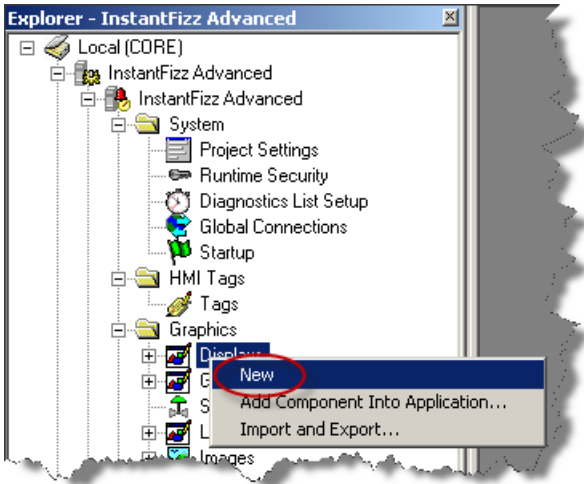 Explorer - InstantFizz Advanced
Local (CORE)
InstantFizz Advanced
InstantFizz Advanced
System
Project Settings
Runtime Security
Diagnostics List Setup
Global Connections
Startup
HMI Tags
Tags
Graphics
Displays
New
G
S
Add Component Into Application...
L
Import and Export...
Images